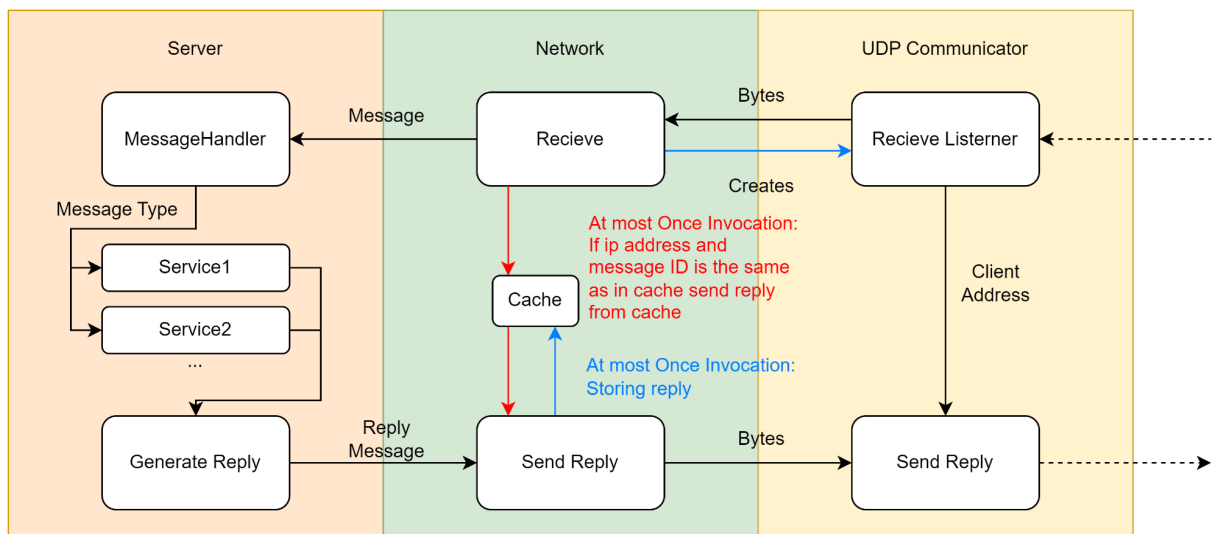 Server
Network
UDP Communicator
MessageHandler
Message
Recieve
Bytes
Recieve Listerner
Creates
Message Type
Service1
Service2
...
At most Once Invocation:
If ip address and
message ID is the same
as in cache send reply
from cache
Cache
Client
Address
At most Once Invocation:
Storing reply
Generate Reply
Reply
Message
Send Reply
Bytes
Send Reply